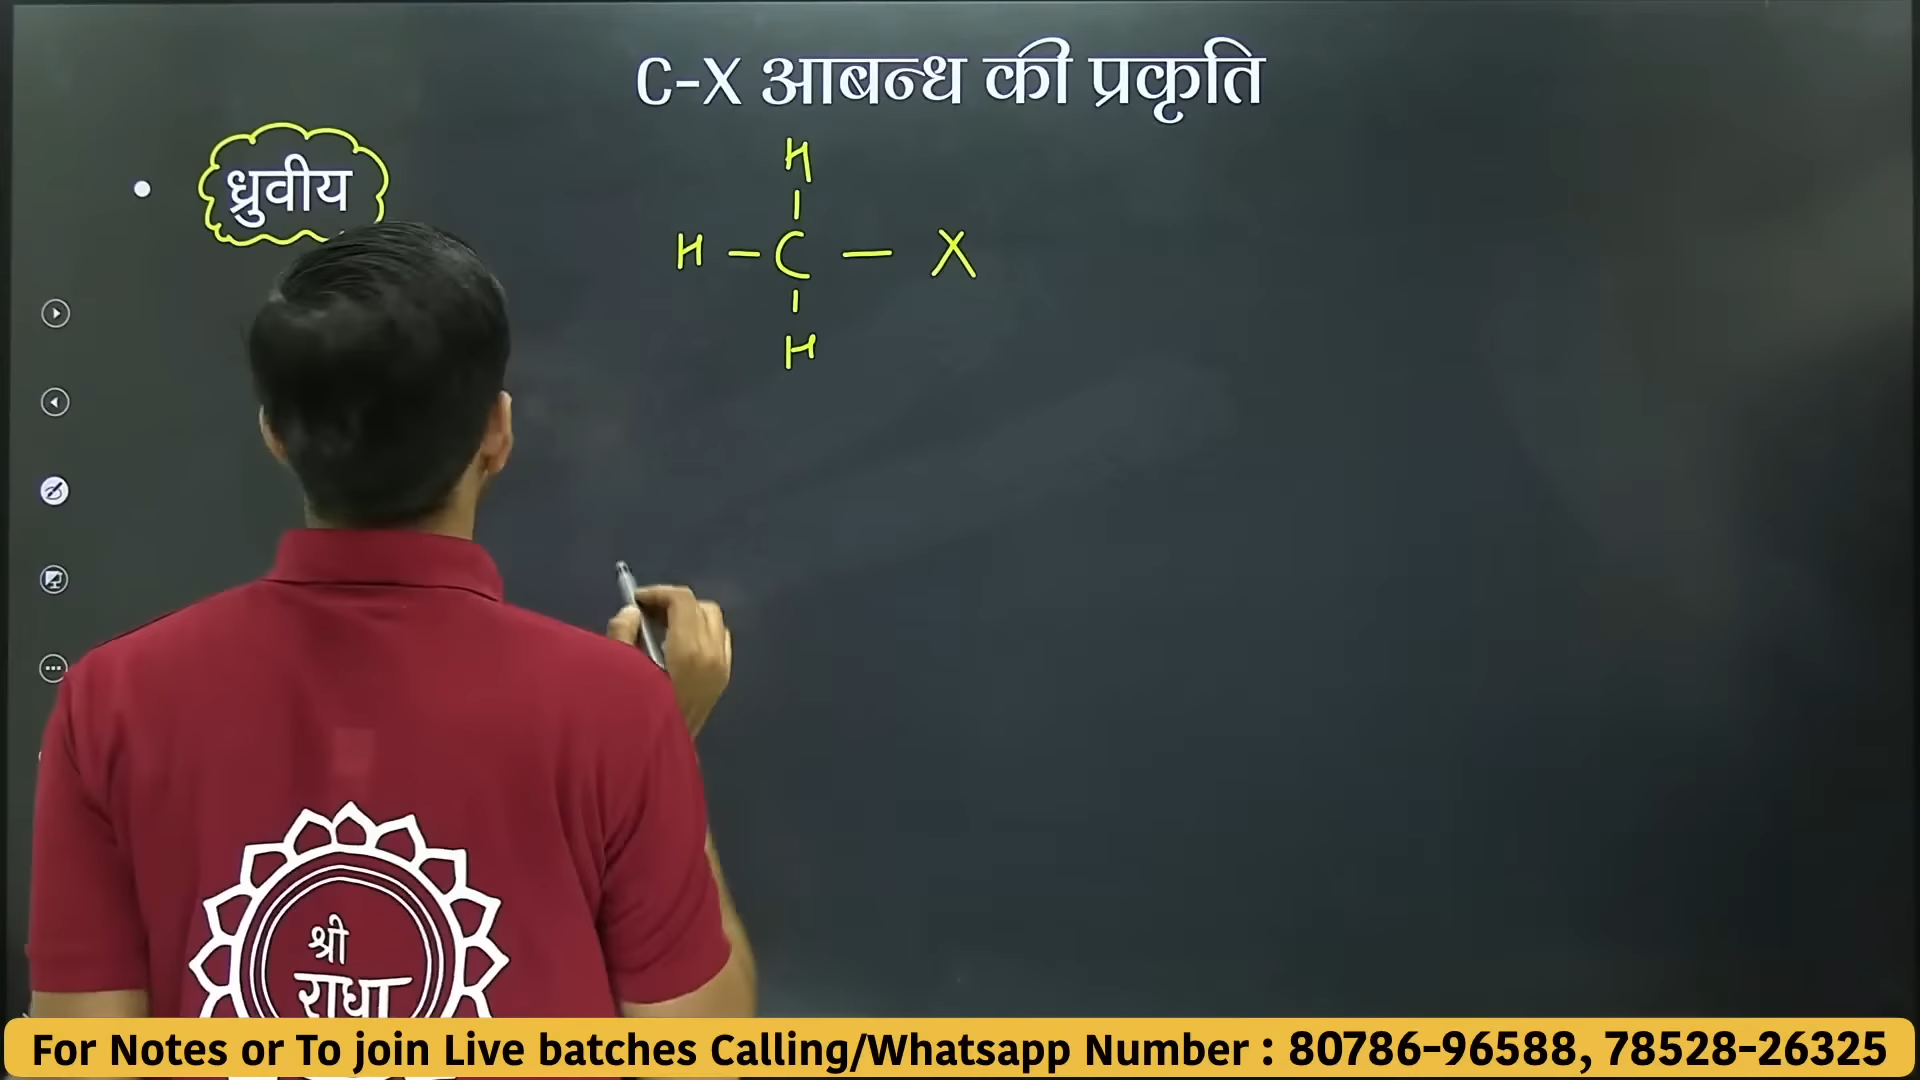 C-X आबन्ध की प्रकृति
• ध्रुवीय
H
H - C - X
H
श्री
राधा
For Notes or To join Live batches Calling/Whatsapp Number : 80786-96588, 78528-26325